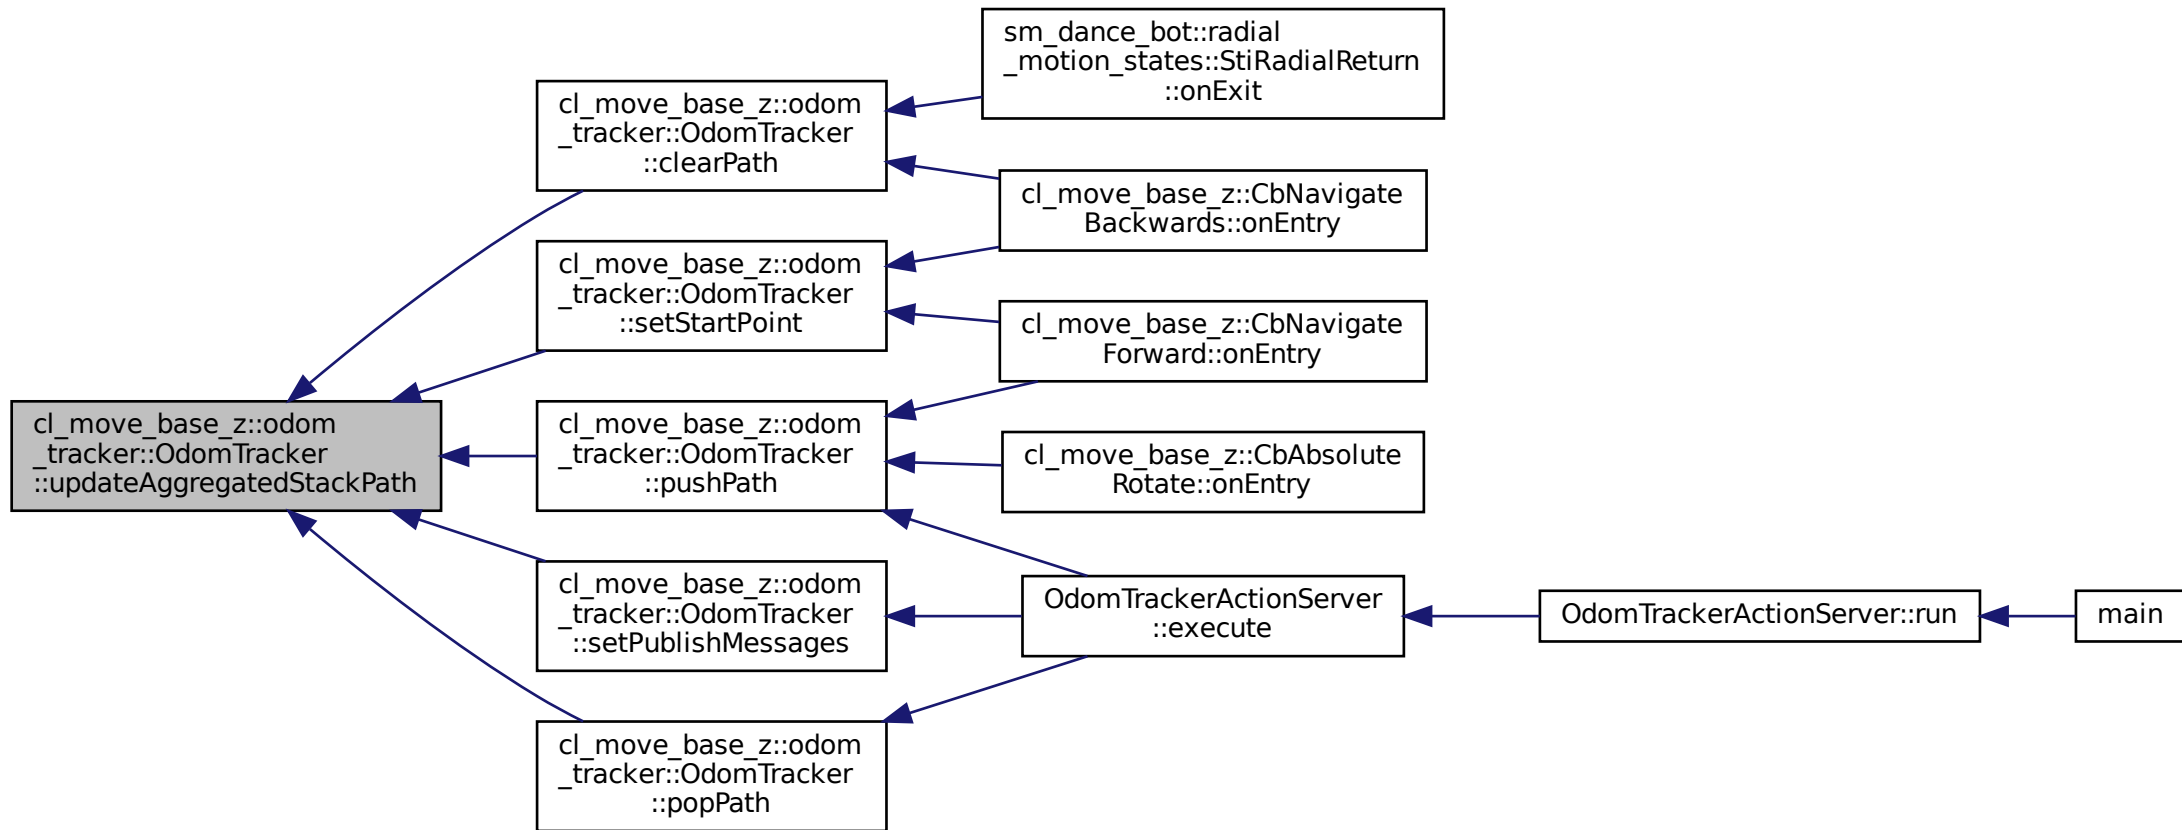 sm_dance_bot::radial
_motion_states::StiRadialReturn
::onExit
cl_move_base_z::odom
_tracker::OdomTracker
::clearPath
cl_move_base_z::CbNavigate
Backwards::onEntry
cl_move_base_z::odom
_tracker::OdomTracker
::setStartPoint
cl_move_base_z::CbNavigate
Forward::onEntry
cl_move_base_z::odom
_tracker::OdomTracker
::updateAggregatedStackPath
cl_move_base_z::odom
_tracker::OdomTracker
::pushPath
cl_move_base_z::CbAbsolute
Rotate::onEntry
cl_move_base_z::odom
_tracker::OdomTracker
::setPublishMessages
OdomTrackerActionServer
::execute
OdomTrackerActionServer::run
main
cl_move_base_z::odom
_tracker::OdomTracker
::popPath